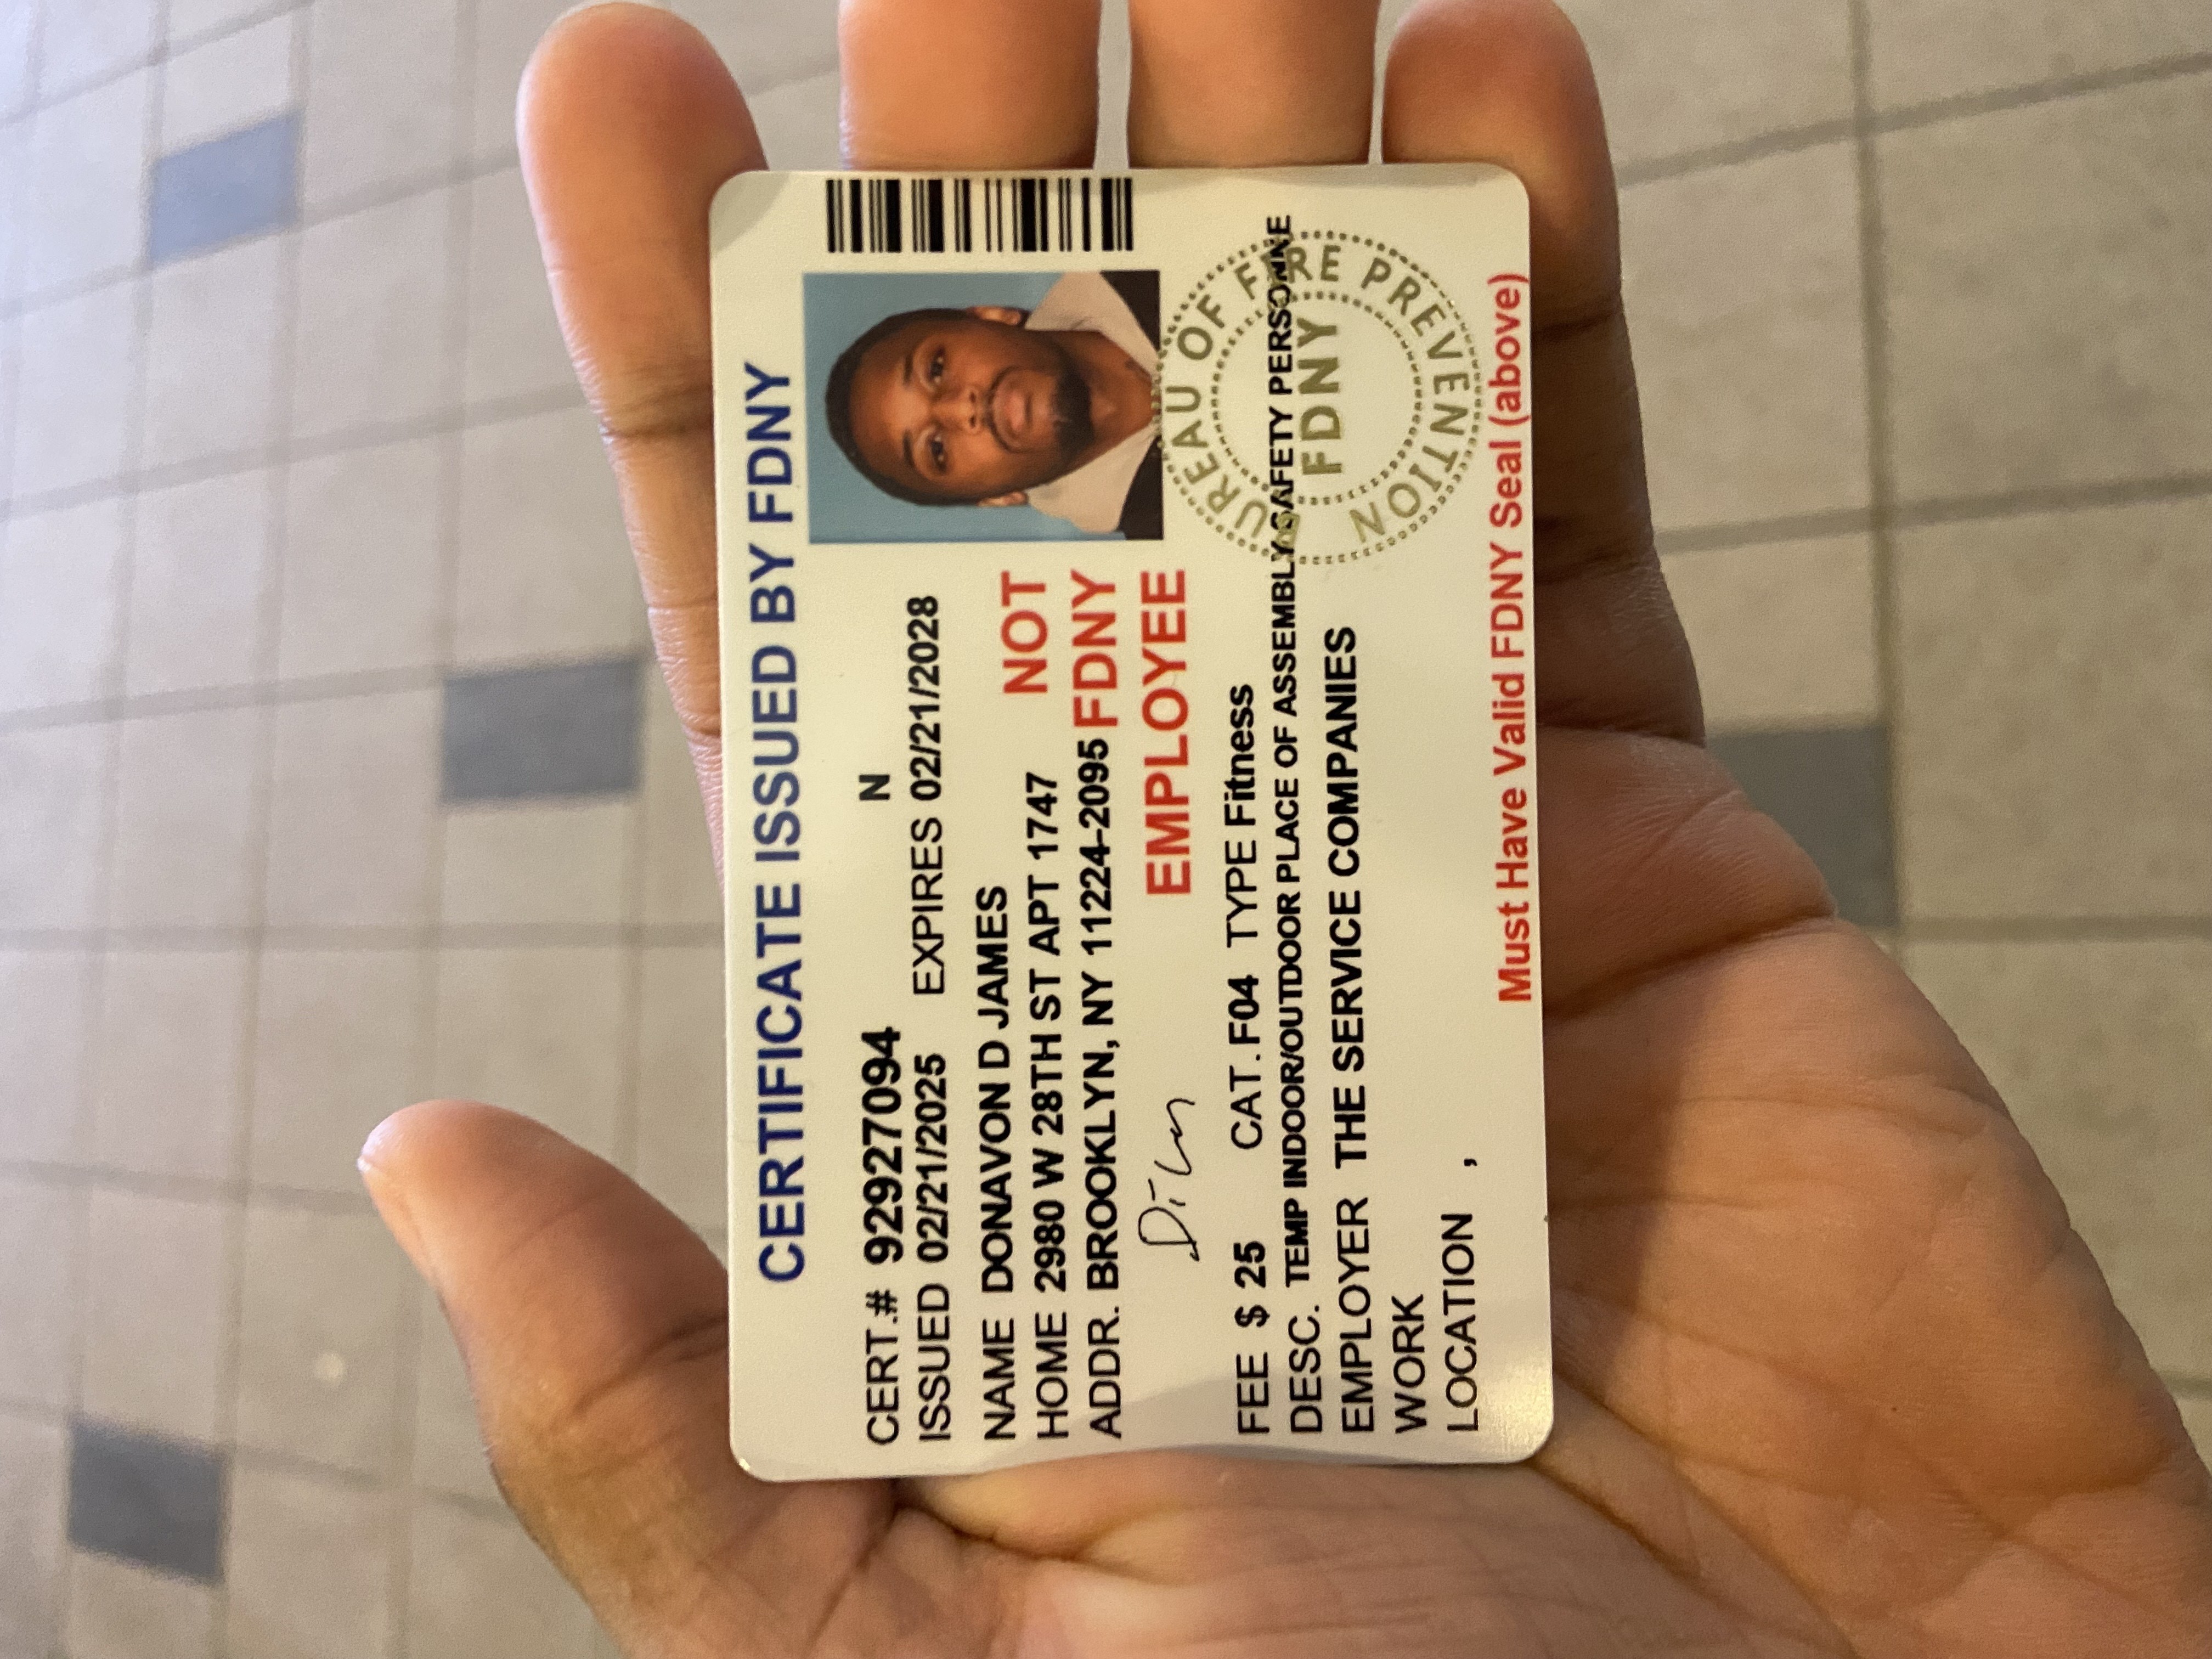 CERTIFICATE ISSUED BY FDNY
CERT.# 92927094 N
ISSUED 02/21/2025 EXPIRES 02/21/2028
NAME DONAVON D JAMES
HOME 2980 W 28TH ST APT 1747
ADDR. BROOKLYN, NY 11224-2095
NOT
FDNY
EMPLOYEE
FEE $ 25 CAT. F04 TYPE Fitness
DESC. TEMP INDOOR/OUTDOOR PLACE OF ASSEMBLY SAFETY PERSONNE
EMPLOYER THE SERVICE COMPANIES
WORK
LOCATION ,
BUREAU OF FIRE PREVENTION
FDNY
Must Have Valid FDNY Seal (above)